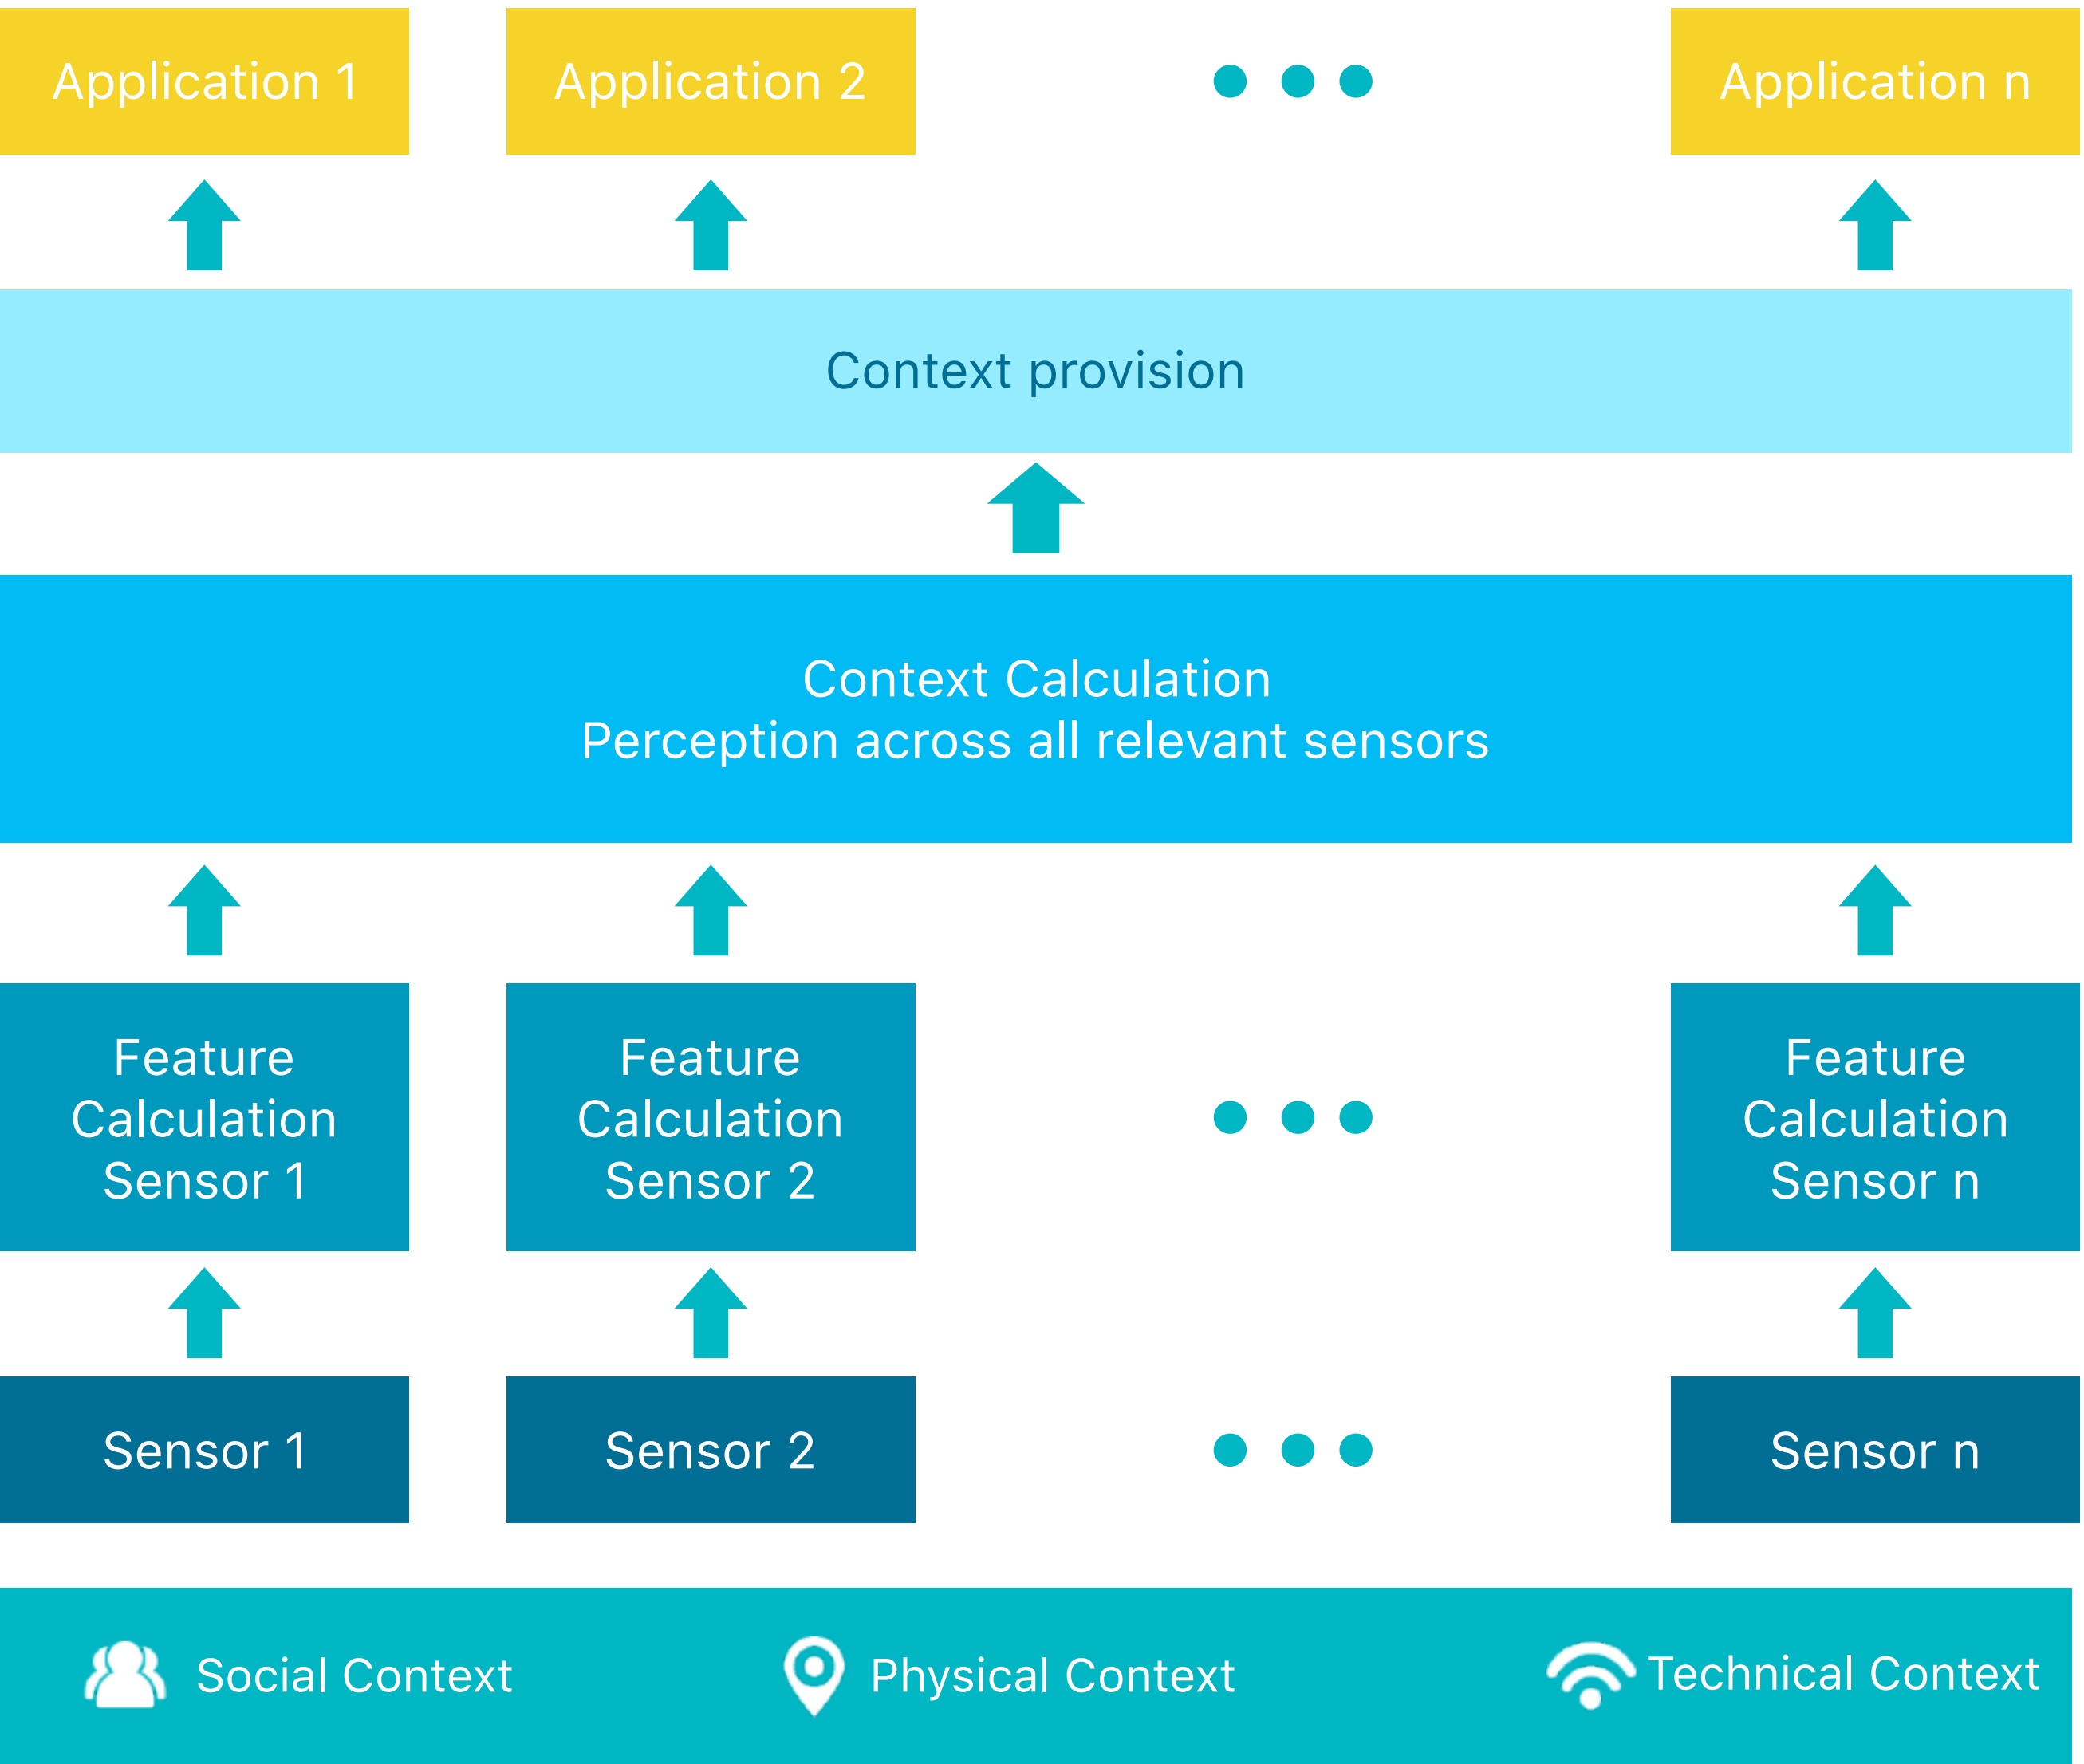 Application 1
Application 2
Application n
Context provision
Context Calculation
Perception across all relevant sensors
Feature
Calculation
Sensor 1
Feature
Calculation
Sensor 2
Feature
Calculation
Sensor n
Sensor 1
Sensor 2
Sensor n
Social Context
Physical Context
Technical Context